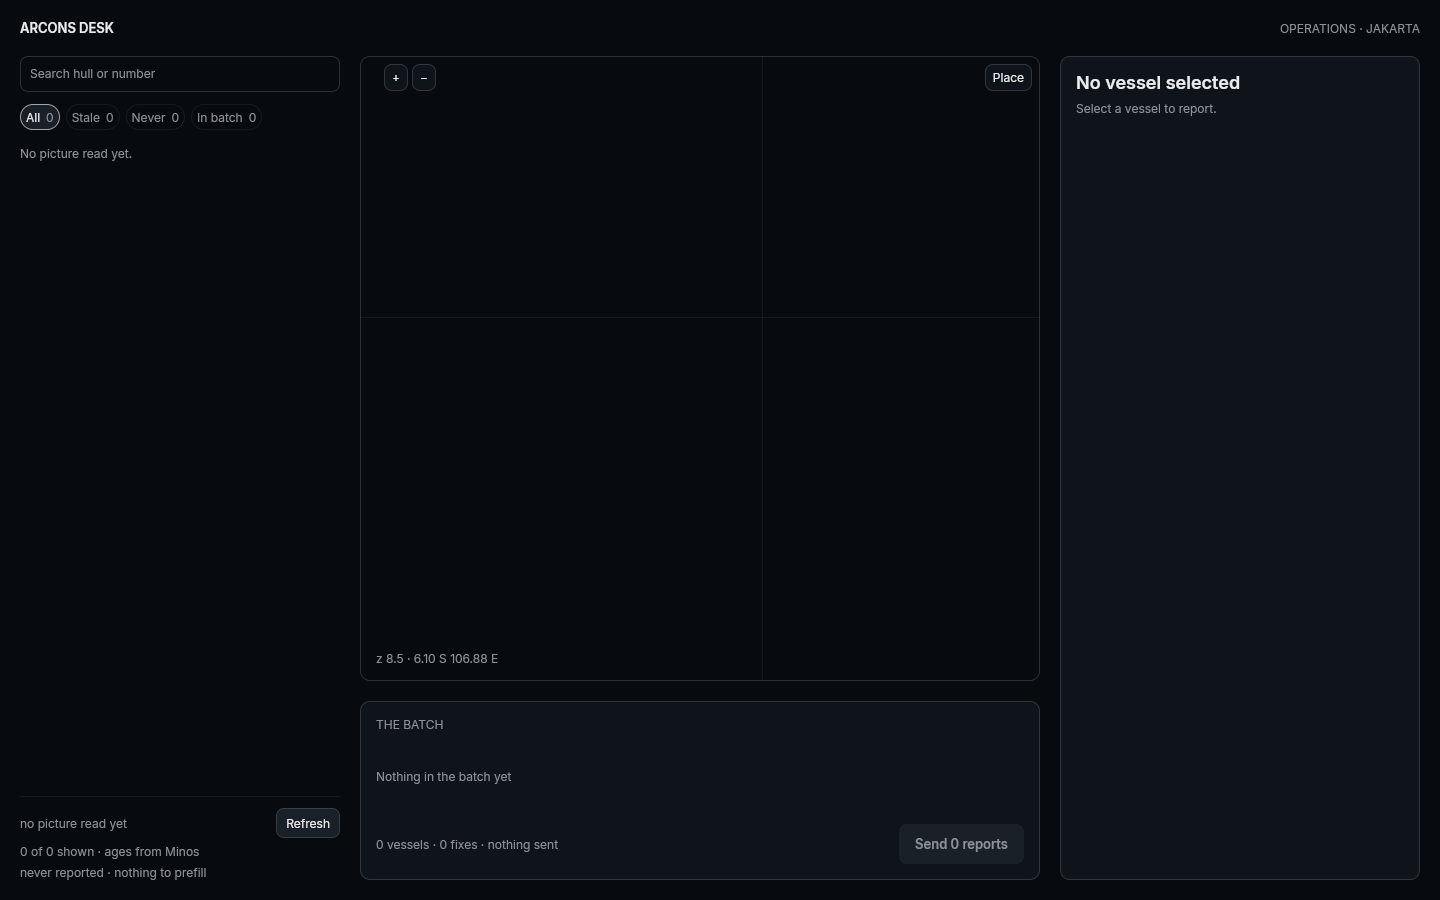 ARCONS DESK
OPERATIONS · JAKARTA
Search hull or number
All 0 Stale 0 Never 0 In batch 0
No picture read yet.
no picture read yet
Refresh
0 of 0 shown · ages from Minos
never reported · nothing to prefill
+ −
Place
z 8.5 · 6.10 S 106.88 E
THE BATCH
Nothing in the batch yet
0 vessels · 0 fixes · nothing sent
Send 0 reports
No vessel selected
Select a vessel to report.